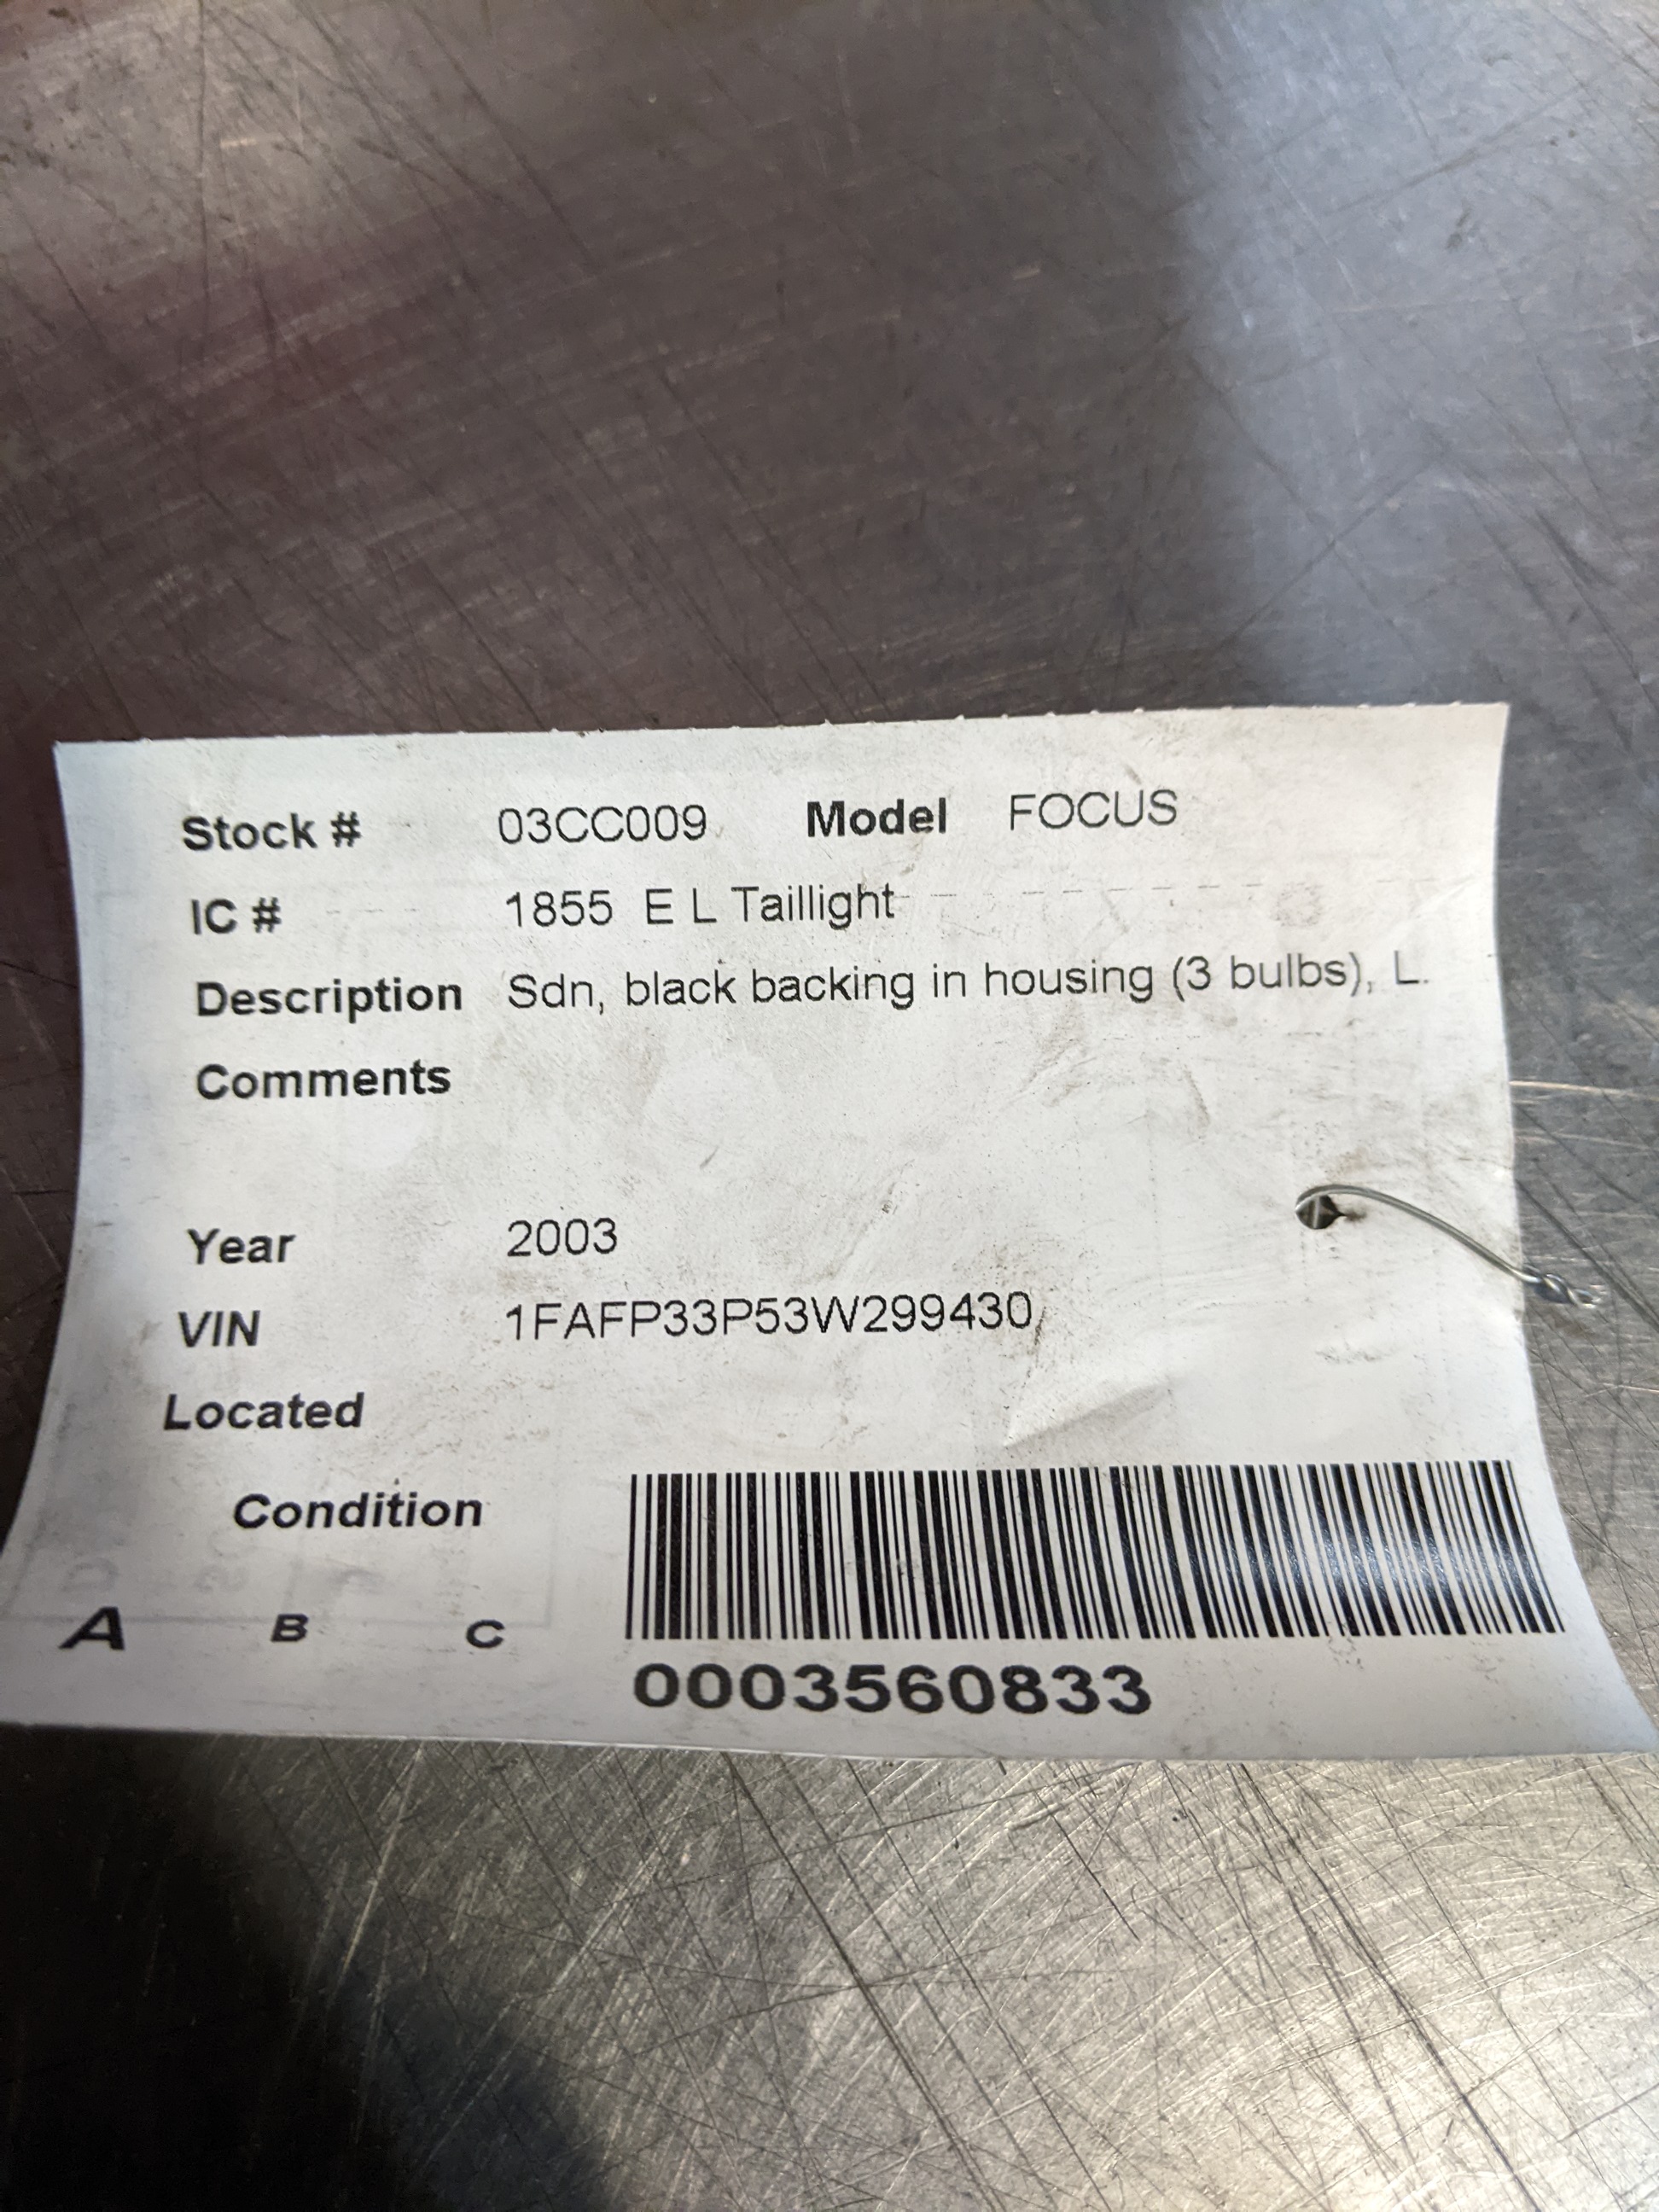 Stock # 03CC009 Model FOCUS
IC # 1855 E L Taillight
Description Sdn, black backing in housing (3 bulbs), L.
Comments
Year 2003
VIN 1FAFP33P53W299430
Located
Condition
A B C
0003560833